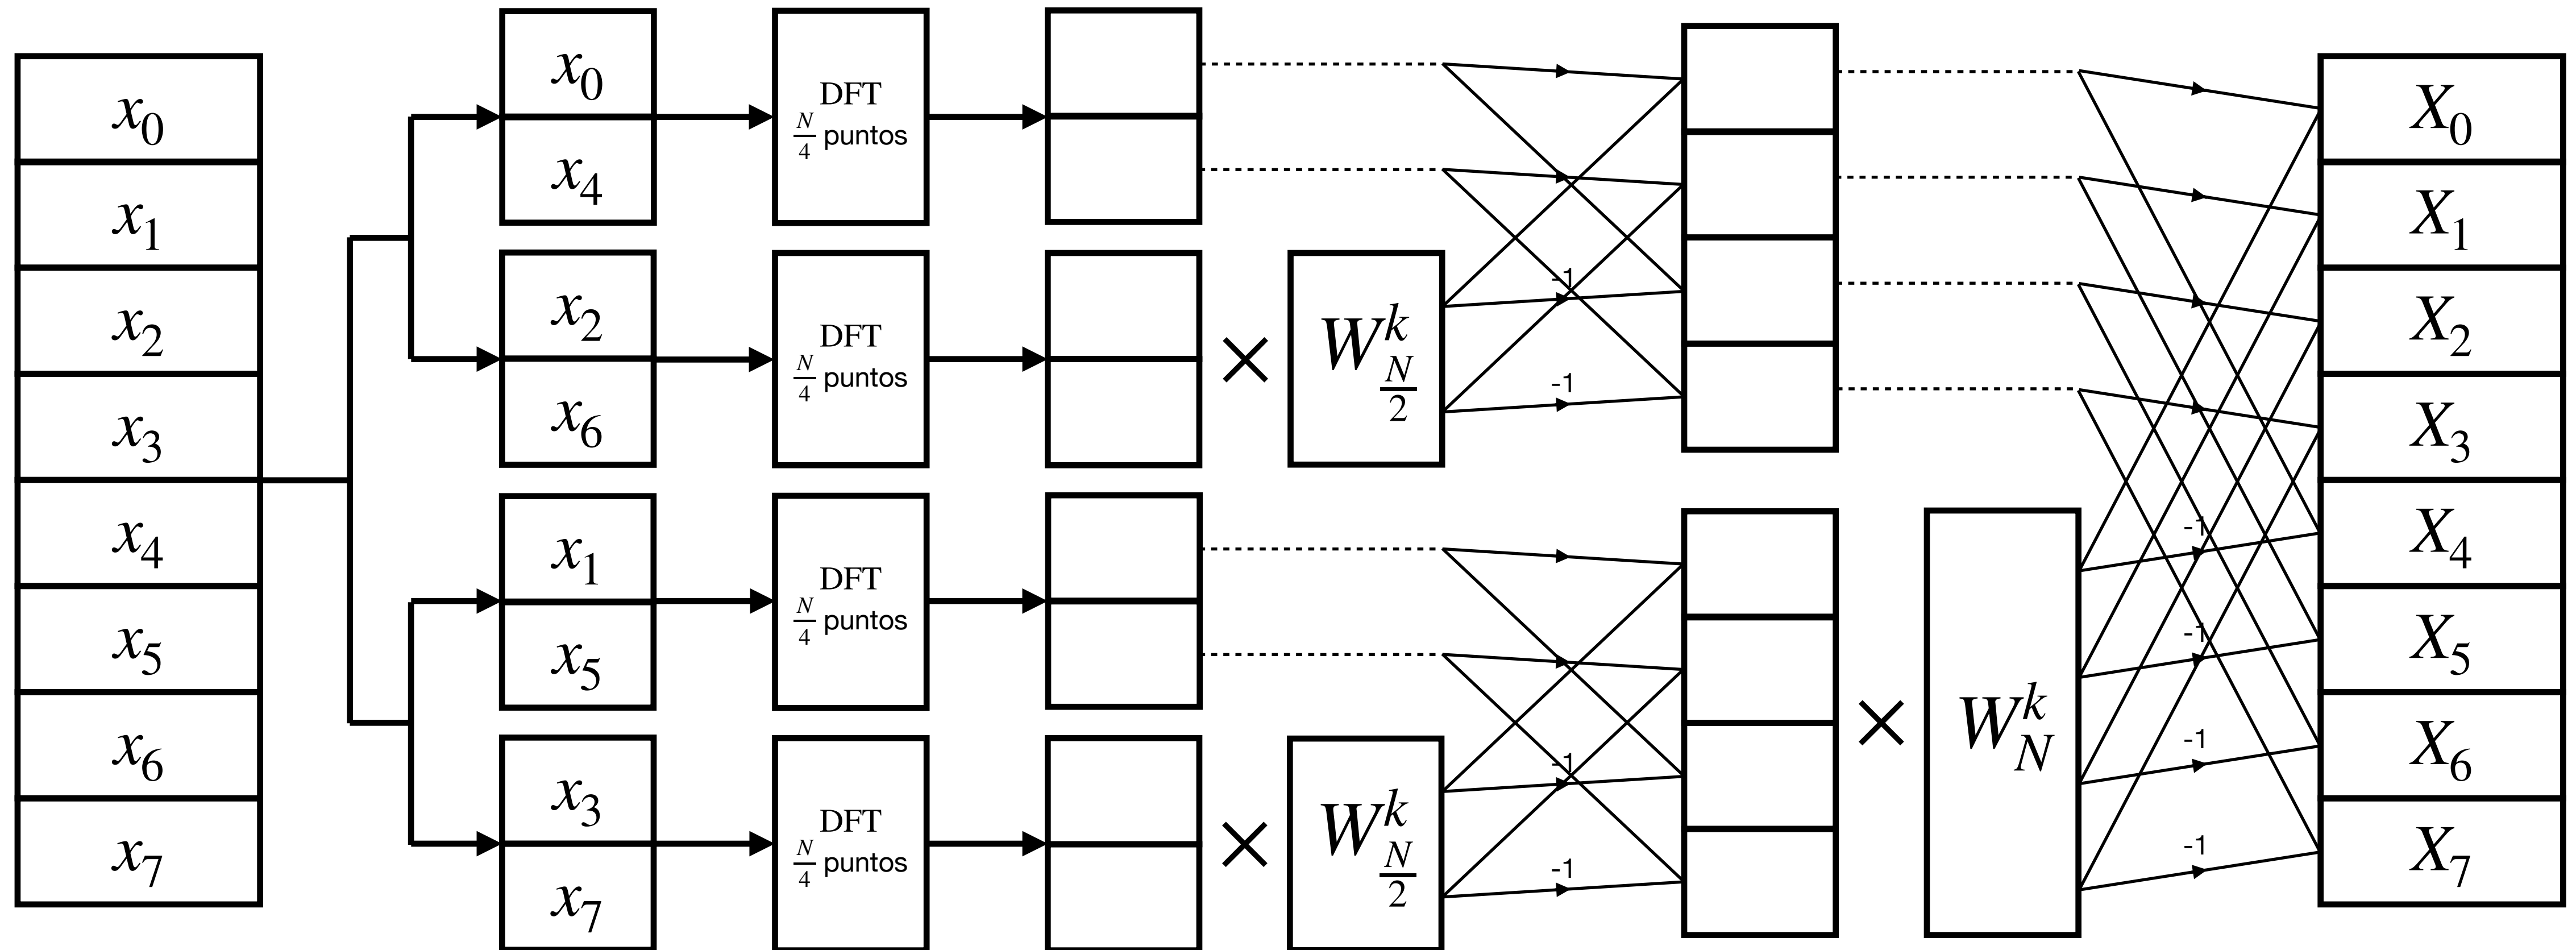 x0
x1
x2
x3
x4
x5
x6
x7
x0
x4
x2
x6
x1
x5
x3
x7
DFT
N/4 puntos
DFT
N/4 puntos
DFT
N/4 puntos
DFT
N/4 puntos
×
W^k_{N/2}
-1
-1
×
W^k_{N/2}
-1
-1
×
W^k_N
-1
-1
-1
-1
X0
X1
X2
X3
X4
X5
X6
X7